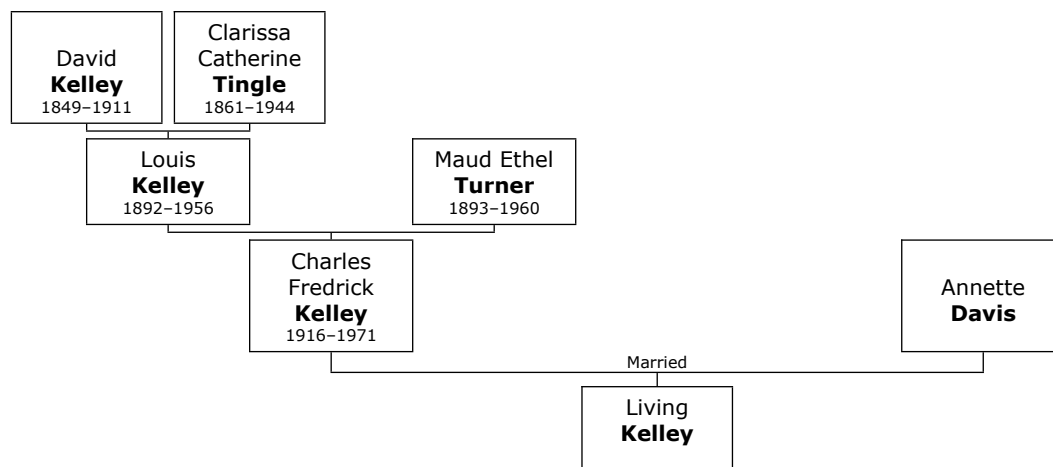 David
Kelley
1849–1911
Clarissa
Catherine
Tingle
1861–1944
Louis
Kelley
1892–1956
Maud Ethel
Turner
1893–1960
Charles
Fredrick
Kelley
1916–1971
Annette
Davis
Married
Living
Kelley